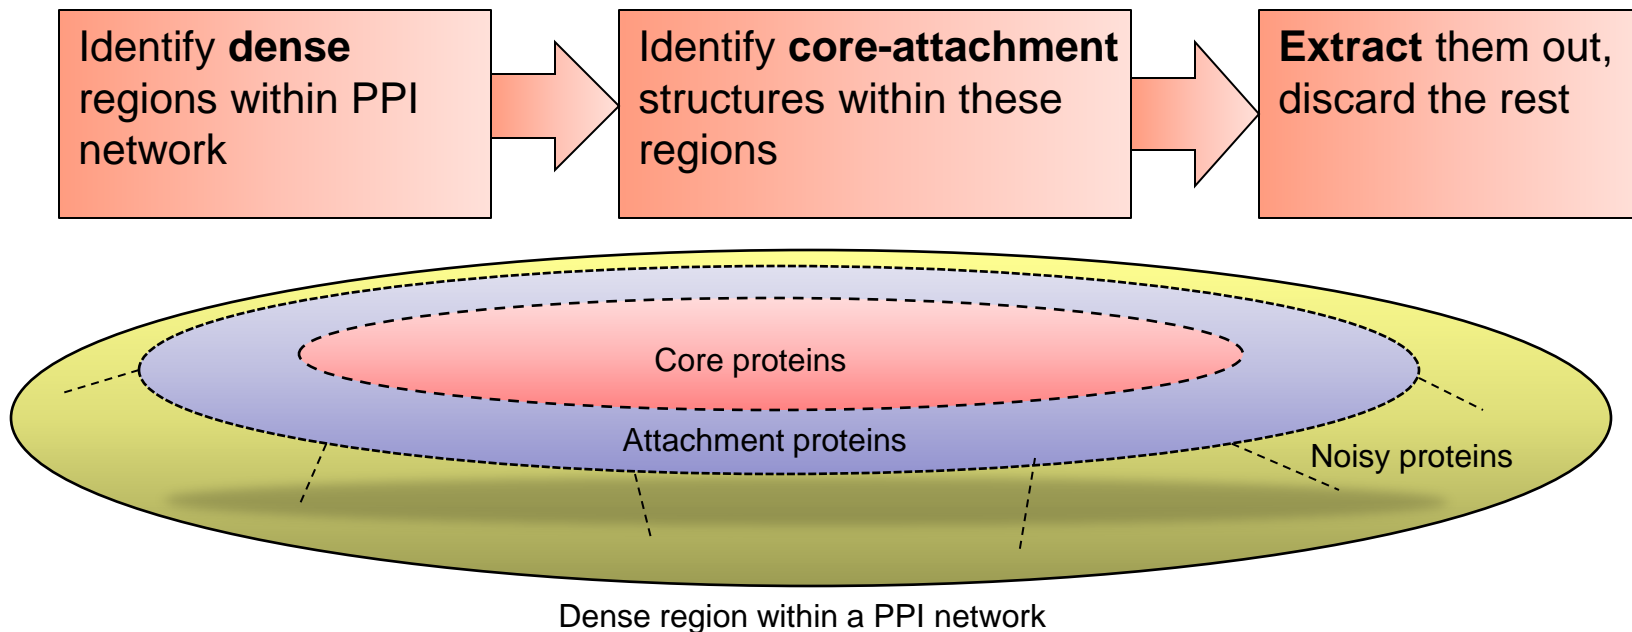 Identify dense
regions within PPI
network
Identify core-attachment
structures within these
regions
Extract them out,
discard the rest
Core proteins
Attachment proteins
Noisy proteins
Dense region within a PPI network